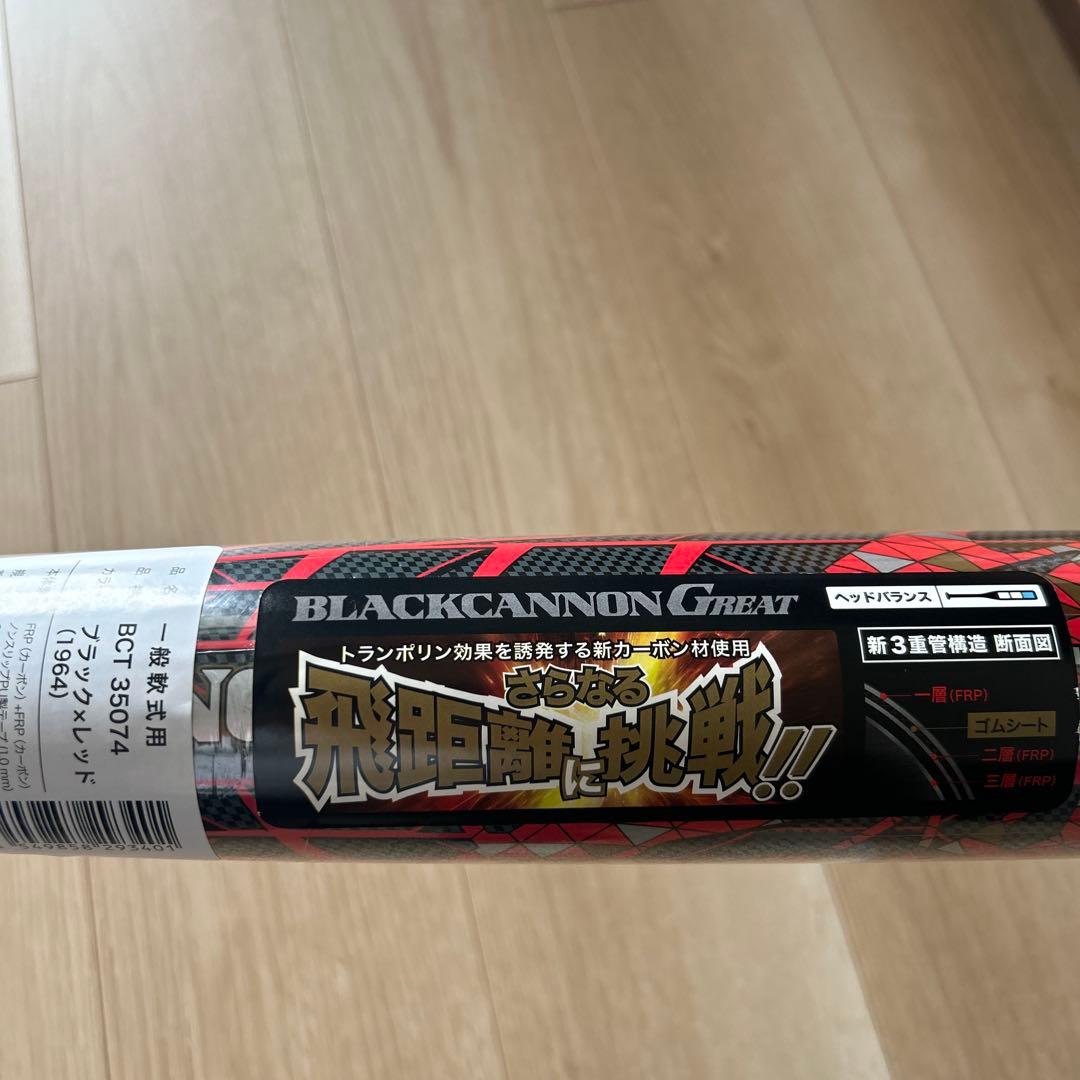 BLACKCANNON GREAT
ヘッドバランス
トランポリン効果を誘発する新カーボン材使用
さらなる
飛距離に挑戦!!
新3重管構造 断面図
一層(FRP)
ゴムシート
二層(FRP)
三層(FRP)
一般軟式用
BCT 35074
ブラック×レッド
(1964)
FRP(カーボン)+FRP(カーボン)